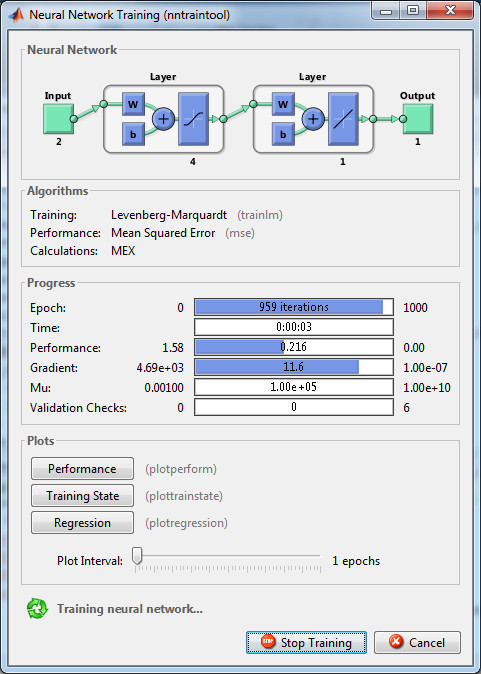 Neural Network Training (nntraintool)
Neural Network
Layer Layer
Input W b + W b + Output
2 4 1 1
Algorithms
Training: Levenberg-Marquardt (trainlm)
Performance: Mean Squared Error (mse)
Calculations: MEX
Progress
Epoch: 0 959 iterations 1000
Time: 0:00:03
Performance: 1.58 0.216 0.00
Gradient: 4.69e+03 11.6 1.00e-07
Mu: 0.00100 1.00e+05 1.00e+10
Validation Checks: 0 0 6
Plots
Performance (plotperform)
Training State (plottrainstate)
Regression (plotregression)
Plot Interval: 1 epochs
Training neural network...
STOP Stop Training Cancel